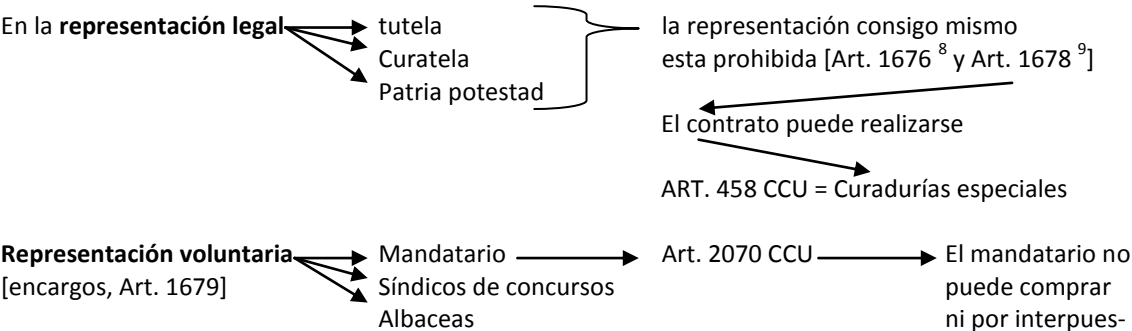 En la representación legal tutela la representación consigo mismo
Curatela esta prohibida [Art. 1676 8 y Art. 1678 9]
Patria potestad
El contrato puede realizarse
ART. 458 CCU = Curadurías especiales
Representación voluntaria Mandatario Art. 2070 CCU El mandatario no
[encargos, Art. 1679] Síndicos de concursos puede comprar
Albaceas ni por interpues-